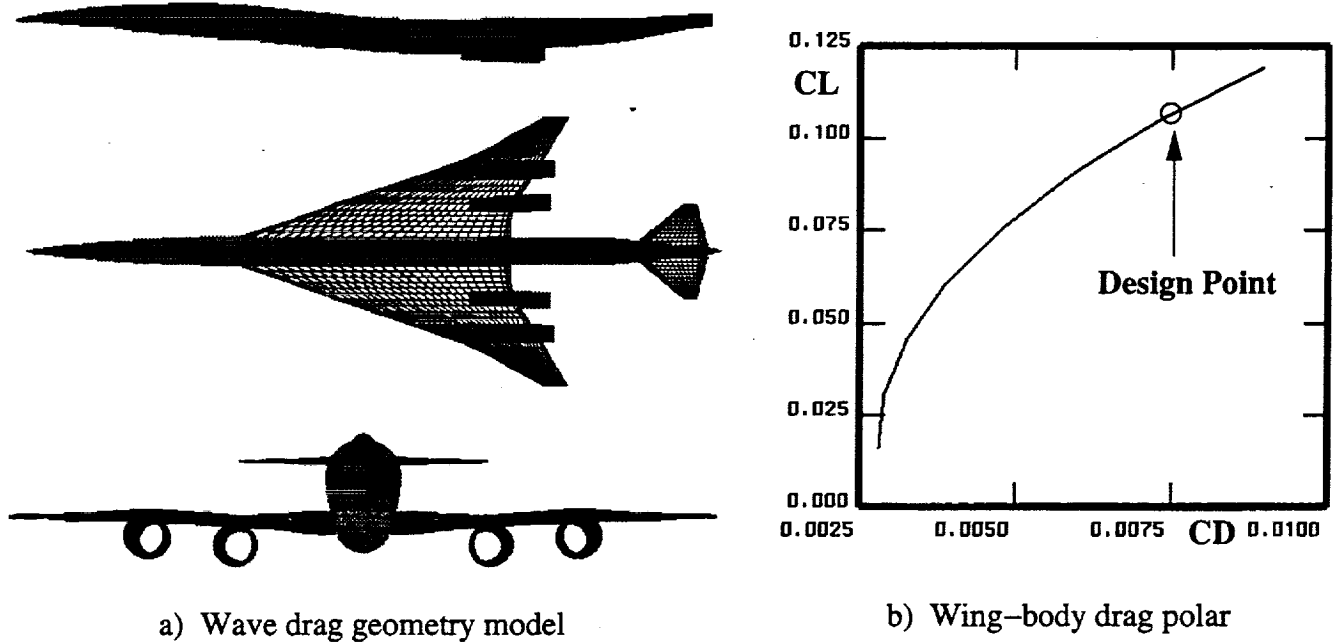 0.125
CL
0.100
0.075
Design Point
0.050
0.025
0.000
0.0025 0.0050 0.0075 CD 0.0100
a) Wave drag geometry model
b) Wing–body drag polar